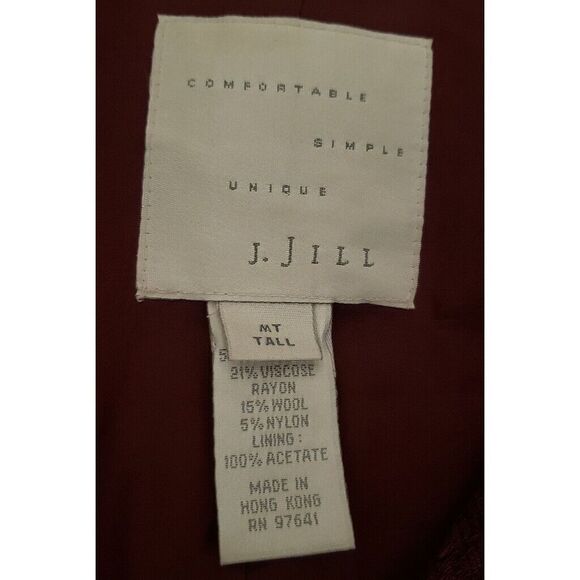 COMFORTABLE
SIMPLE
UNIQUE
J. JILL
MT
TALL
21% VISCOSE
RAYON
15% WOOL
5% NYLON
LINING:
100% ACETATE
MADE IN
HONG KONG
RN 97641